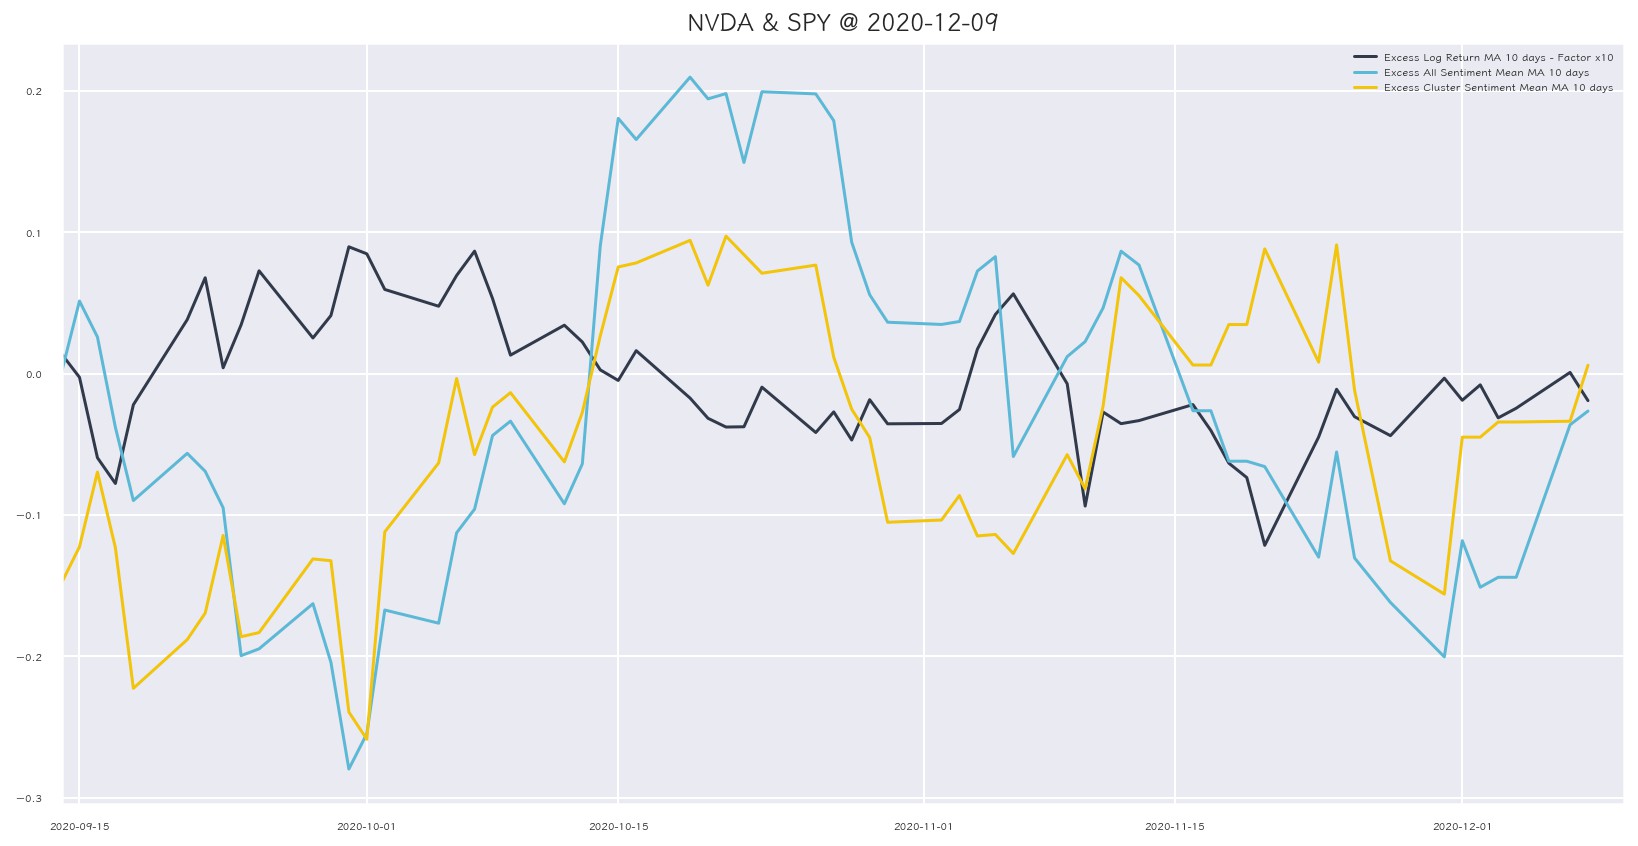 NVDA & SPY @ 2020-12-09
Excess Log Return MA 10 days - Factor x10
Excess All Sentiment Mean MA 10 days
Excess Cluster Sentiment Mean MA 10 days
0.2
0.1
0.0
−0.1
−0.2
−0.3
2020-09-15 2020-10-01 2020-10-15 2020-11-01 2020-11-15 2020-12-01